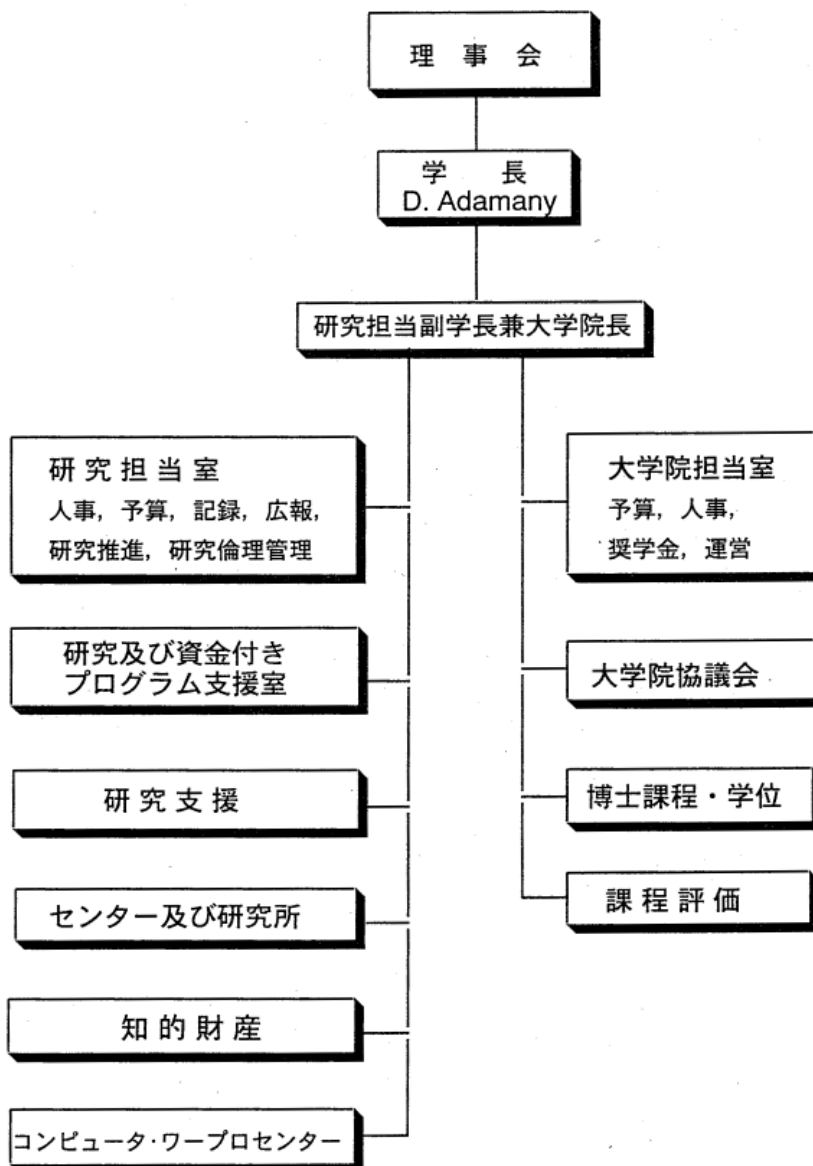 理事会
学長
D. Adamany
研究担当副学長兼大学院長
研究担当室
人事, 予算, 記録, 広報,
研究推進, 研究倫理管理
研究及び資金付き
プログラム支援室
研究支援
センター及び研究所
知的財産
コンピュータ・ワープロセンター
大学院担当室
予算, 人事,
奨学金, 運営
大学院協議会
博士課程・学位
課程評価